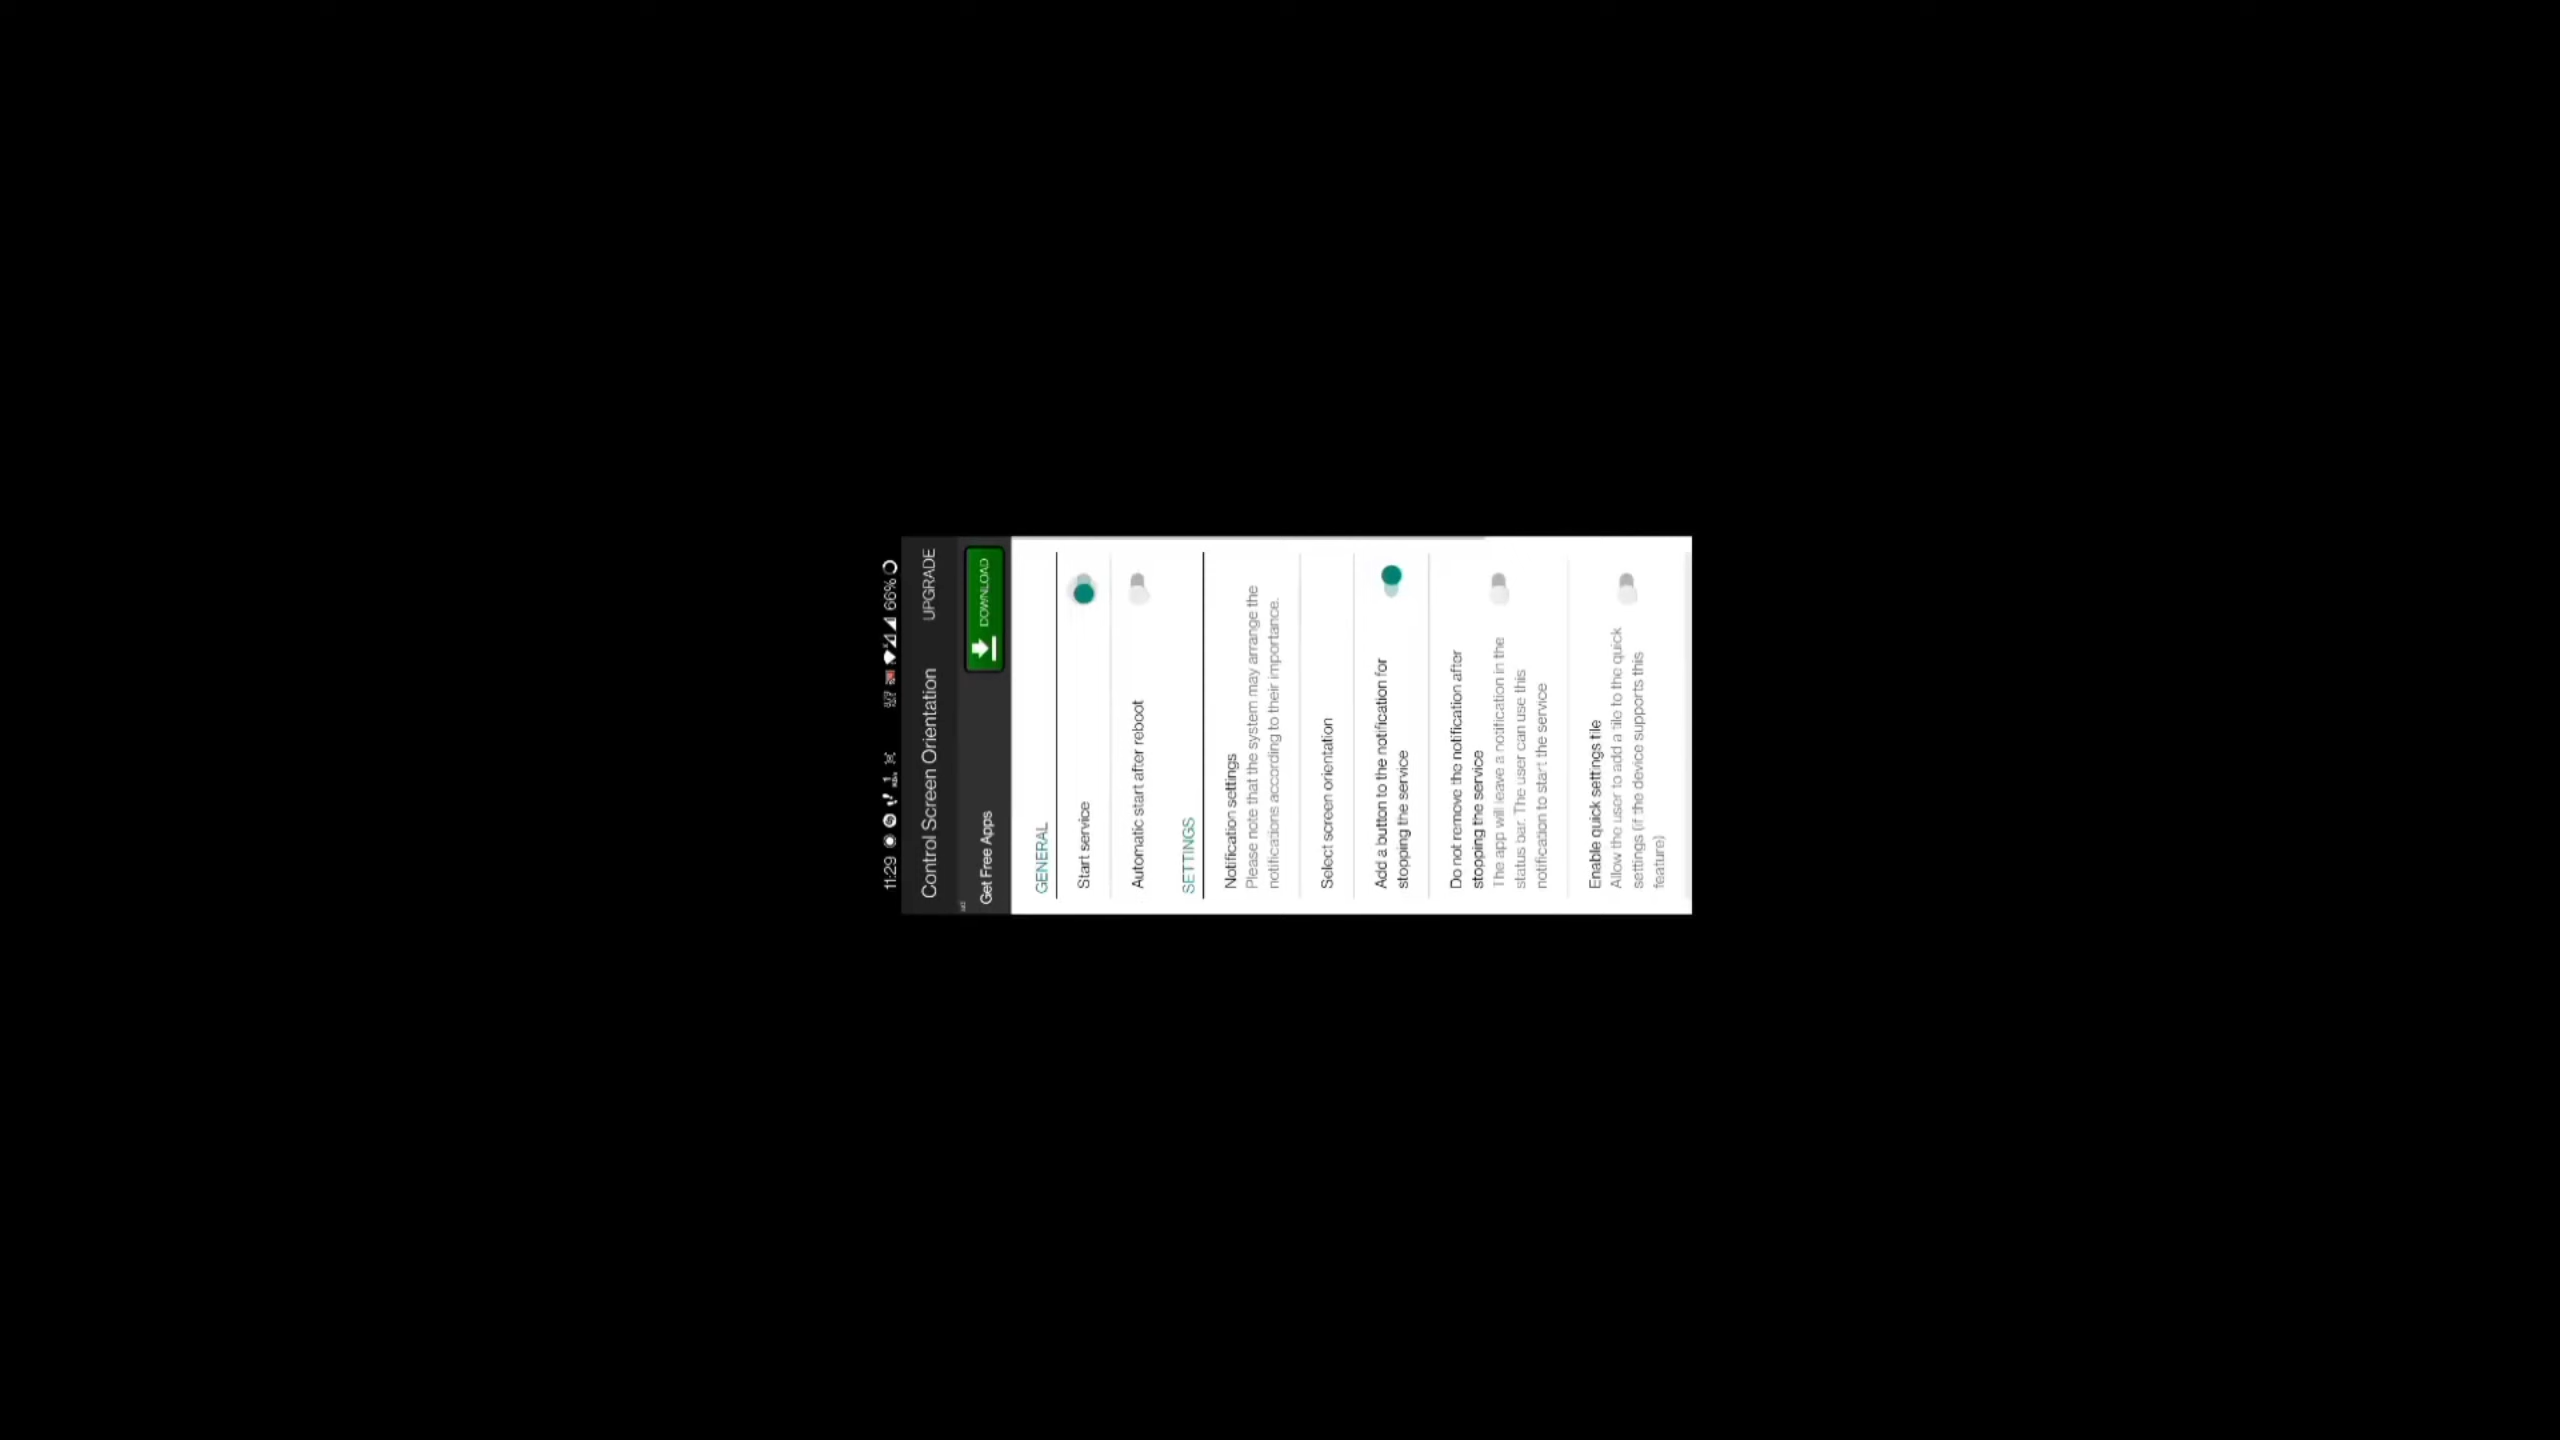 11:29 66%
Control Screen Orientation UPGRADE
Get Free Apps DOWNLOAD
GENERAL
Start service
Automatic start after reboot
SETTINGS
Notification settings
Please note that the system may arrange the
notifications according to their importance.
Select screen orientation
Add a button to the notification for
stopping the service
Do not remove the notification after
stopping the service
The app will leave a notification in the
status bar. The user can use this
notification to start the service
Enable quick settings tile
Allow the user to add a tile to the quick
settings (if the device supports this
feature)